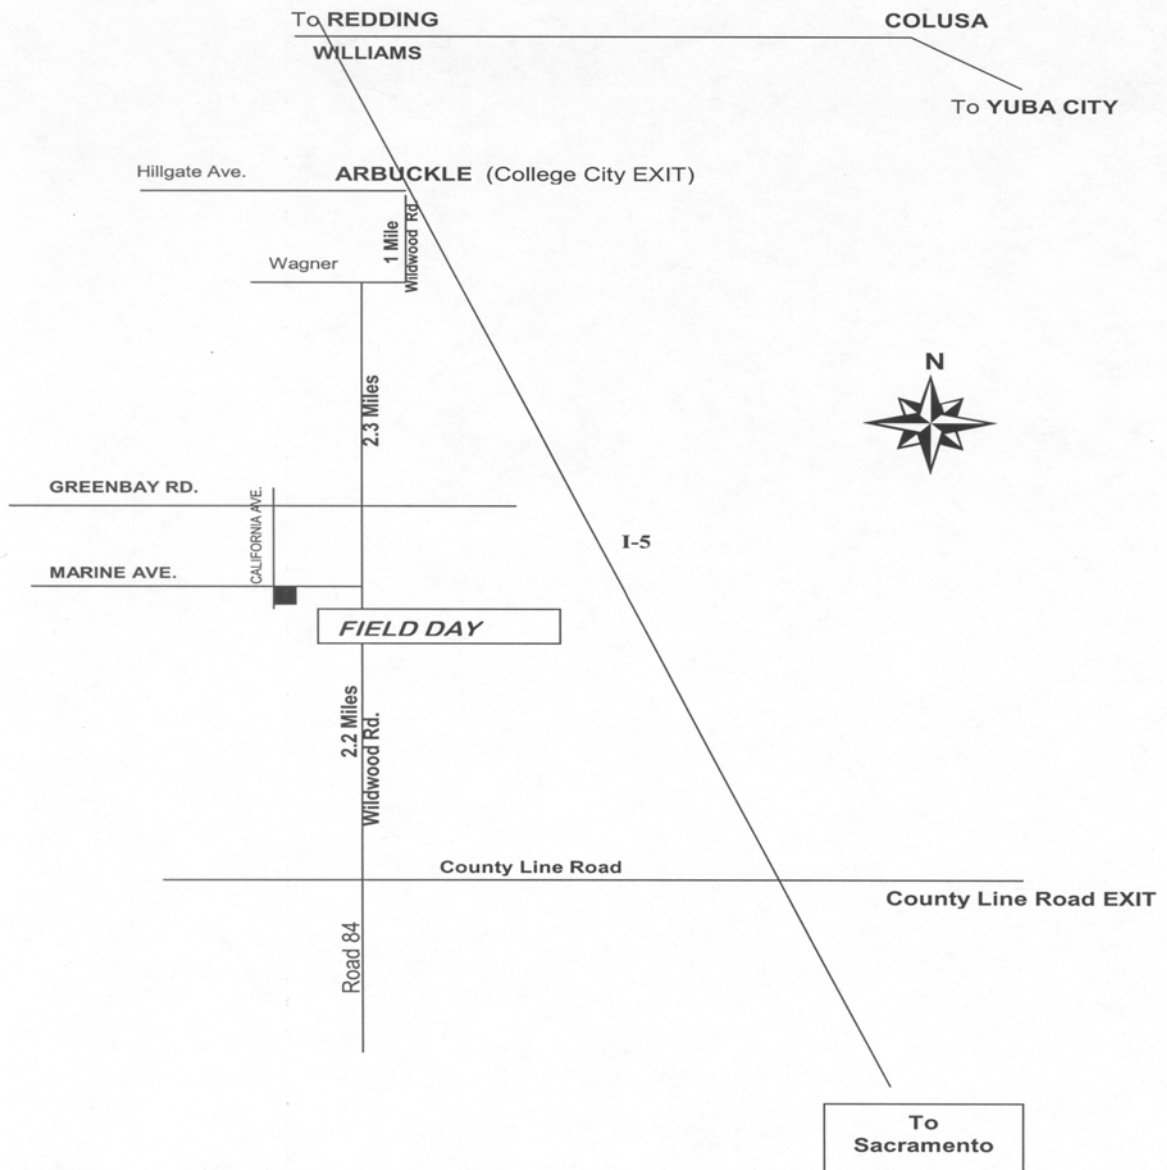 To REDDING
COLUSA
WILLIAMS
To YUBA CITY
Hillgate Ave.
ARBUCKLE (College City EXIT)
1 Mile
Wildwood Rd
Wagner
N
2.3 Miles
GREENBAY RD.
CALIFORNIA AVE.
I-5
MARINE AVE.
FIELD DAY
2.2 Miles
Wildwood Rd.
County Line Road
County Line Road EXIT
Road 84
To
Sacramento